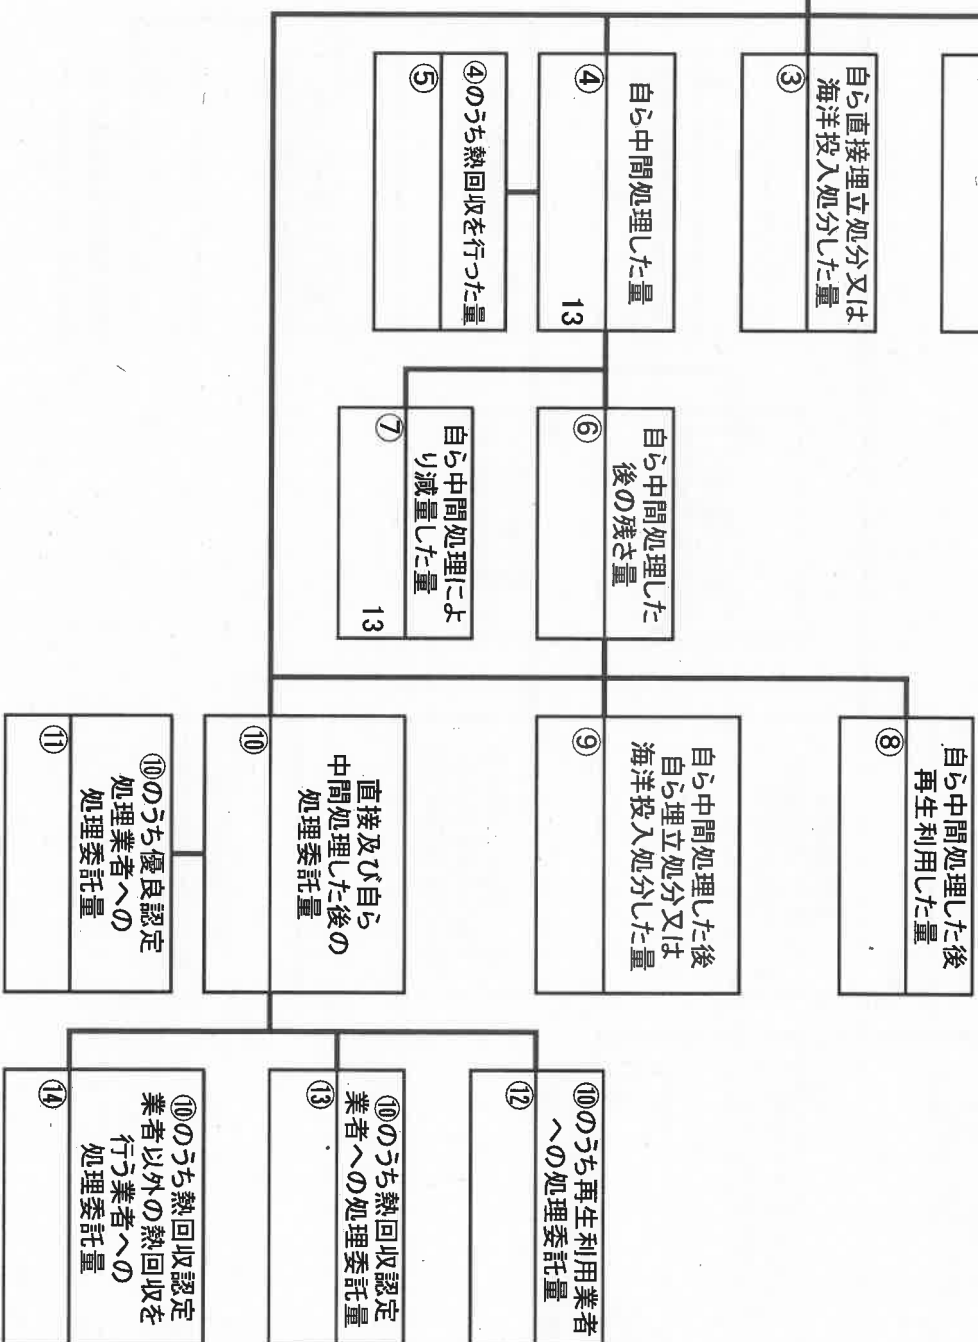 自ら直接埋立処分又は
海洋投入処分した量
③
自ら中間処理した量
④
13
④のうち熱回収を行った量
⑤
自ら中間処理した
後の残さ量
⑥
自ら中間処理によ
り減量した量
⑦
13
自ら中間処理した後
再生利用した量
⑧
自ら中間処理した後
自ら埋立処分又は
海洋投入処分した量
⑨
直接及び自ら
中間処理した後の
処理委託量
⑩
⑩のうち優良認定
処理業者への
処理委託量
⑪
⑩のうち再生利用業者
への処理委託量
⑫
⑩のうち熱回収認定
業者への処理委託量
⑬
⑩のうち熱回収認定
業者以外の熱回収を
行う業者への
処理委託量
⑭